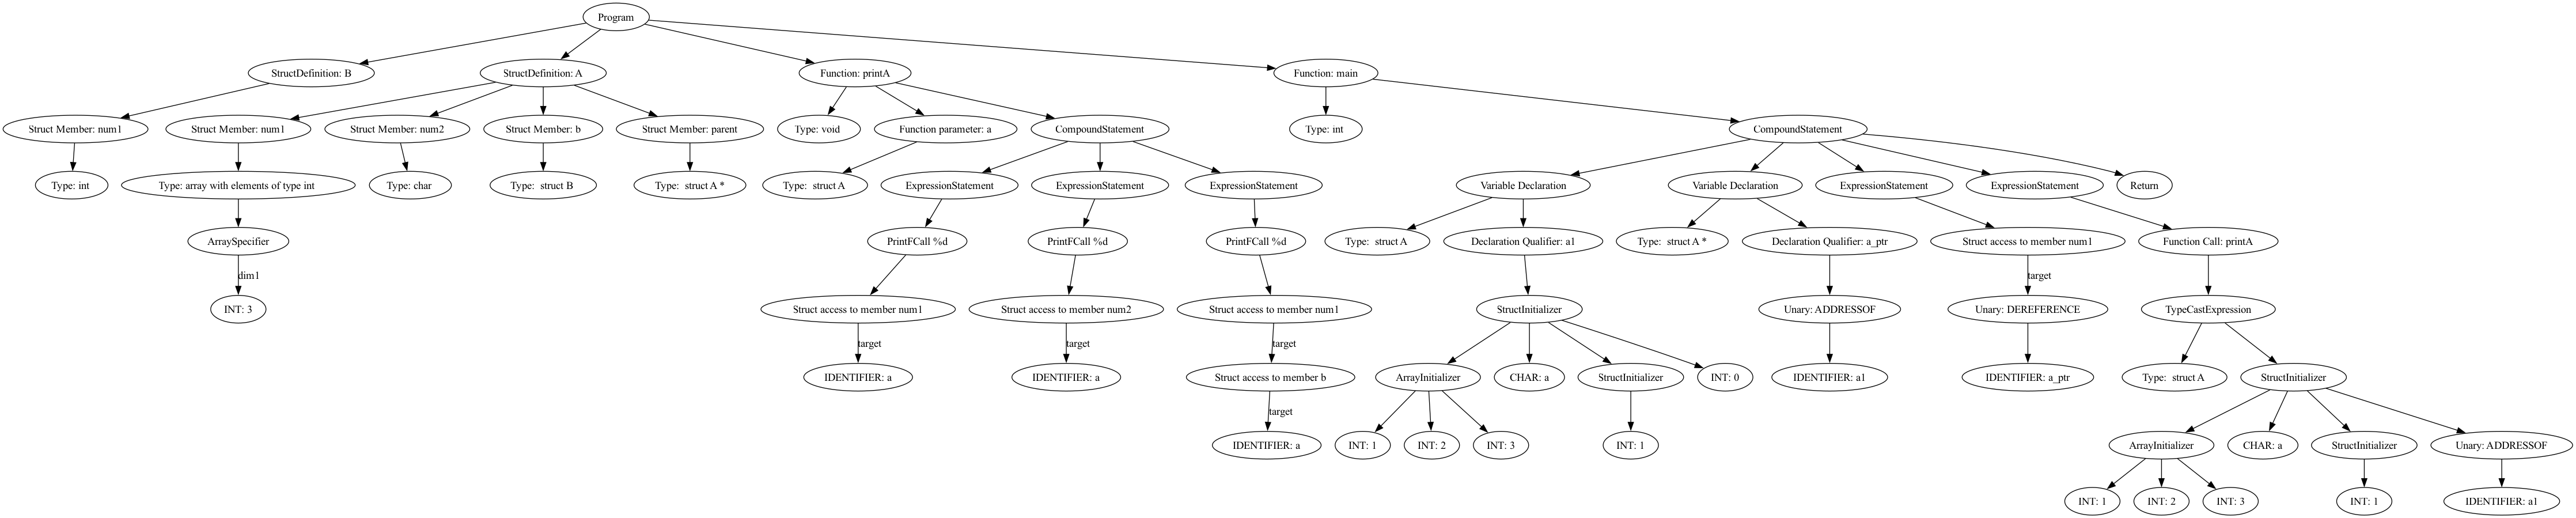 Program
StructDefinition: B
StructDefinition: A
Function: printA
Function: main
Struct Member: num1
Struct Member: num1
Struct Member: num2
Struct Member: b
Struct Member: parent
Type: void
Function parameter: a
CompoundStatement
Type: int
CompoundStatement
Type: int
Type: array with elements of type int
Type: char
Type:  struct B
Type:  struct A *
Type:  struct A
ExpressionStatement
ExpressionStatement
ExpressionStatement
Variable Declaration
Variable Declaration
ExpressionStatement
ExpressionStatement
Return
ArraySpecifier
PrintFCall %d
PrintFCall %d
PrintFCall %d
Type:  struct A
Declaration Qualifier: a1
Type:  struct A *
Declaration Qualifier: a_ptr
Struct access to member num1
Function Call: printA
dim1
target
INT: 3
Struct access to member num1
Struct access to member num2
Struct access to member num1
StructInitializer
Unary: ADDRESSOF
Unary: DEREFERENCE
TypeCastExpression
target
target
target
IDENTIFIER: a
IDENTIFIER: a
Struct access to member b
ArrayInitializer
CHAR: a
StructInitializer
INT: 0
IDENTIFIER: a1
IDENTIFIER: a_ptr
Type:  struct A
StructInitializer
target
IDENTIFIER: a
INT: 1
INT: 2
INT: 3
INT: 1
ArrayInitializer
CHAR: a
StructInitializer
Unary: ADDRESSOF
INT: 1
INT: 2
INT: 3
INT: 1
IDENTIFIER: a1